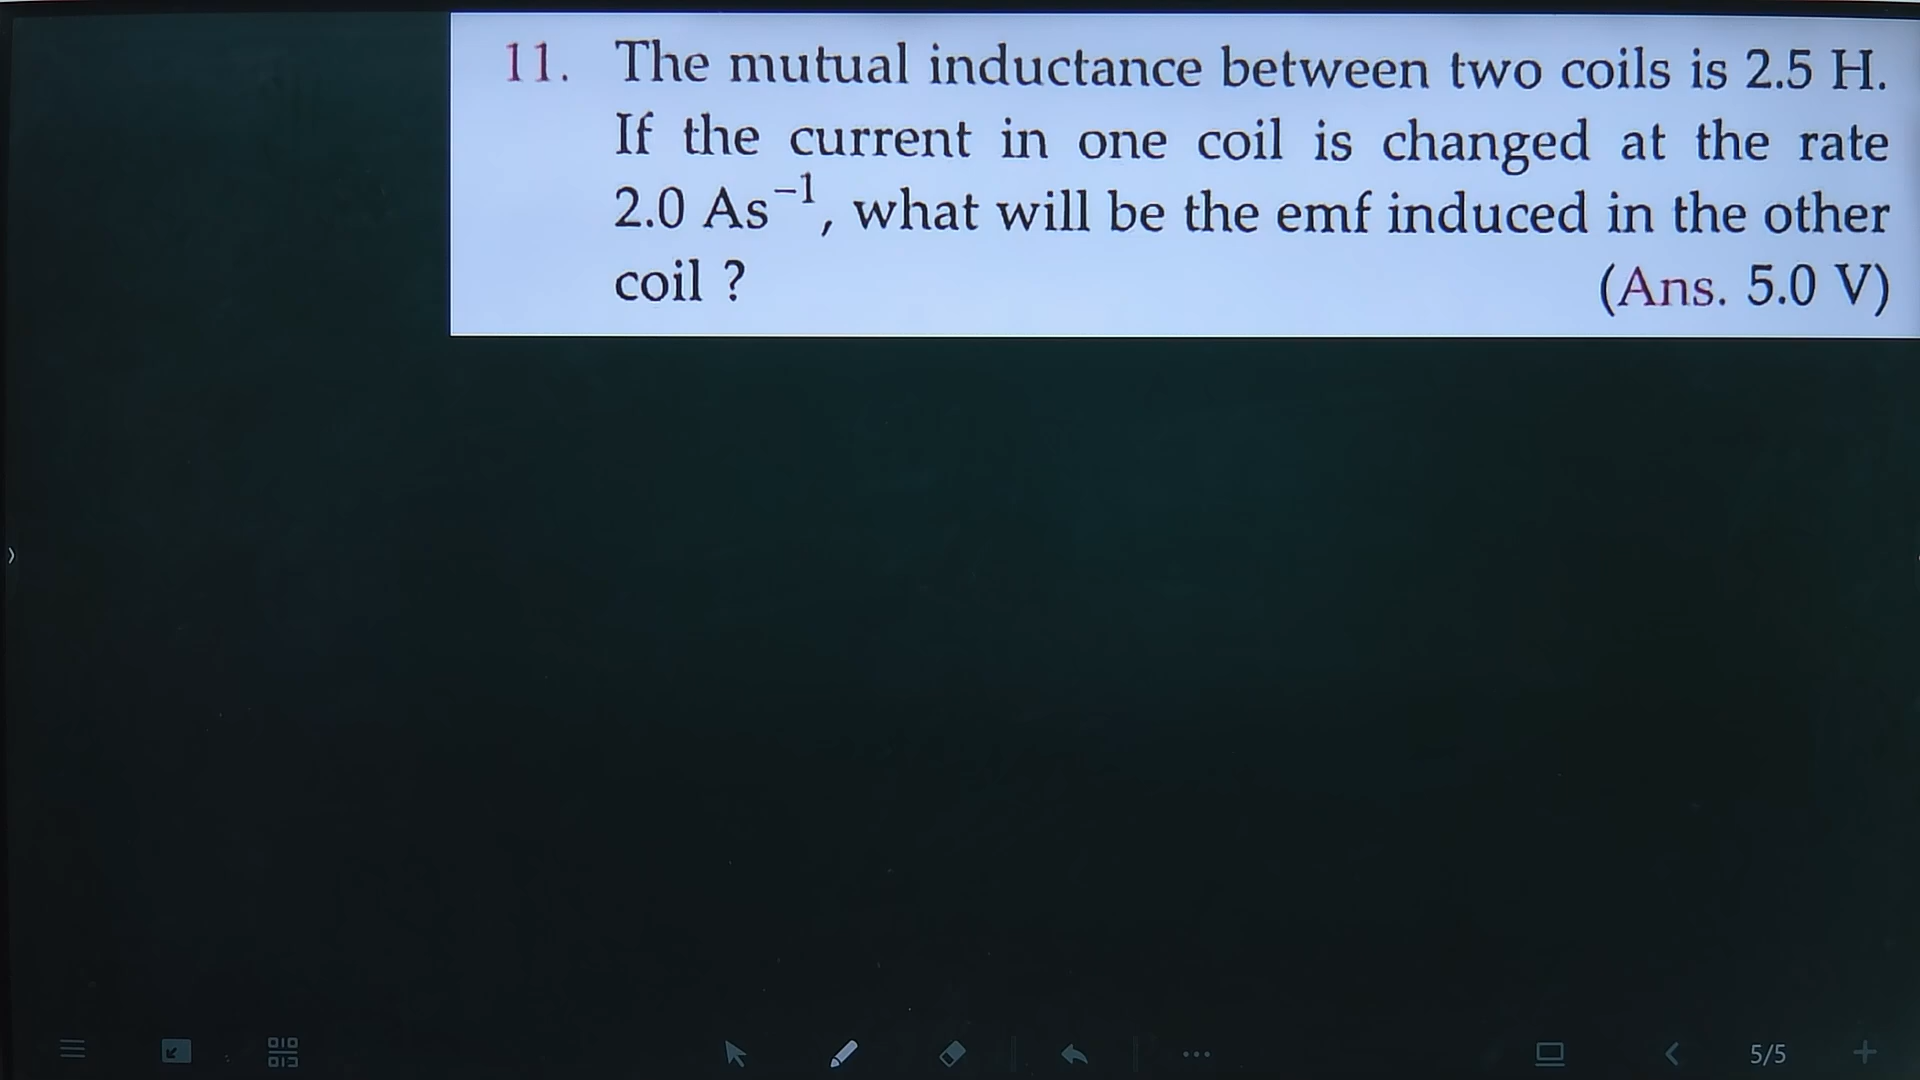 11. The mutual inductance between two coils is 2.5 H.
If the current in one coil is changed at the rate
2.0 As⁻¹, what will be the emf induced in the other
coil ? (Ans. 5.0 V)
5/5